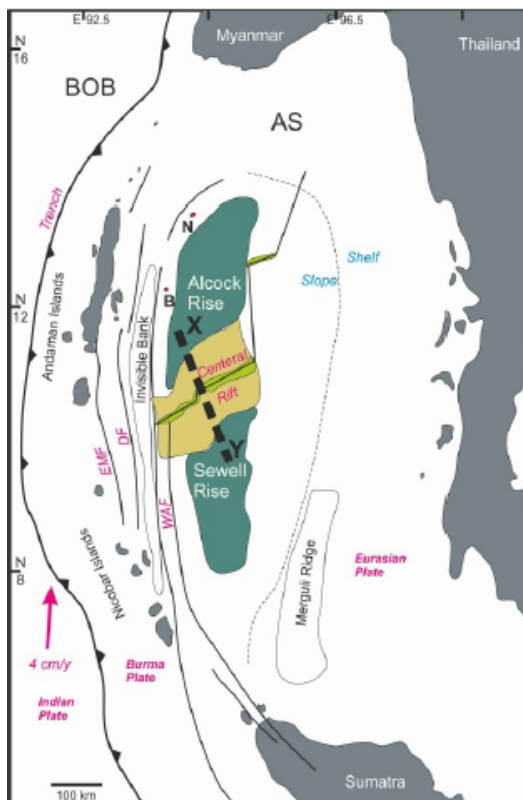 E 92.5
E 96.5
Myanmar
Thailand
N
16
BOB
AS
Trench
N
Alcock
Rise
Shelf
Slope
N
12
B
X
Andaman Islands
Invisible Bank
Centeral
Rift
EMF
DF
WAF
Y
Sewell
Rise
N
8
Nicobar Islands
Merguii Ridge
Eurasian
Plate
4 cm/y
Burma
Plate
Indian
Plate
100 km
Sumatra